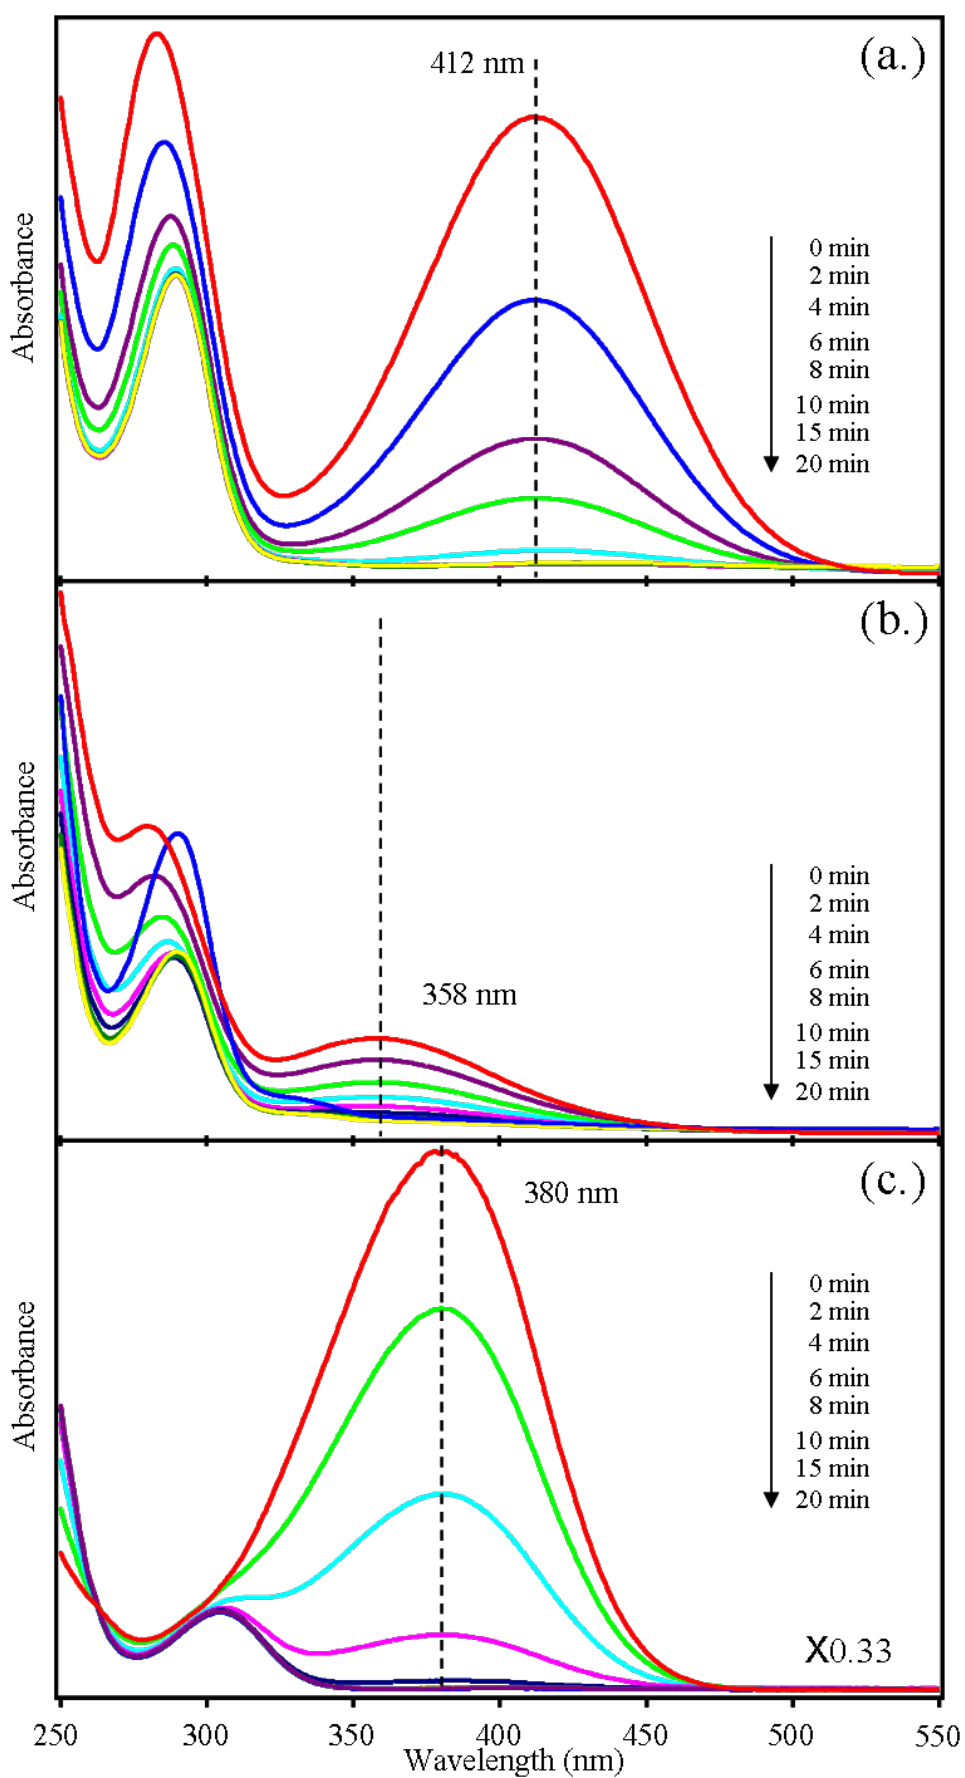 (a.)
412 nm
Absorbance
0 min
2 min
4 min
6 min
8 min
10 min
15 min
20 min
(b.)
Absorbance
358 nm
0 min
2 min
4 min
6 min
8 min
10 min
15 min
20 min
(c.)
380 nm
Absorbance
0 min
2 min
4 min
6 min
8 min
10 min
15 min
20 min
X0.33
250 300 350 400 450 500 550
Wavelength (nm)